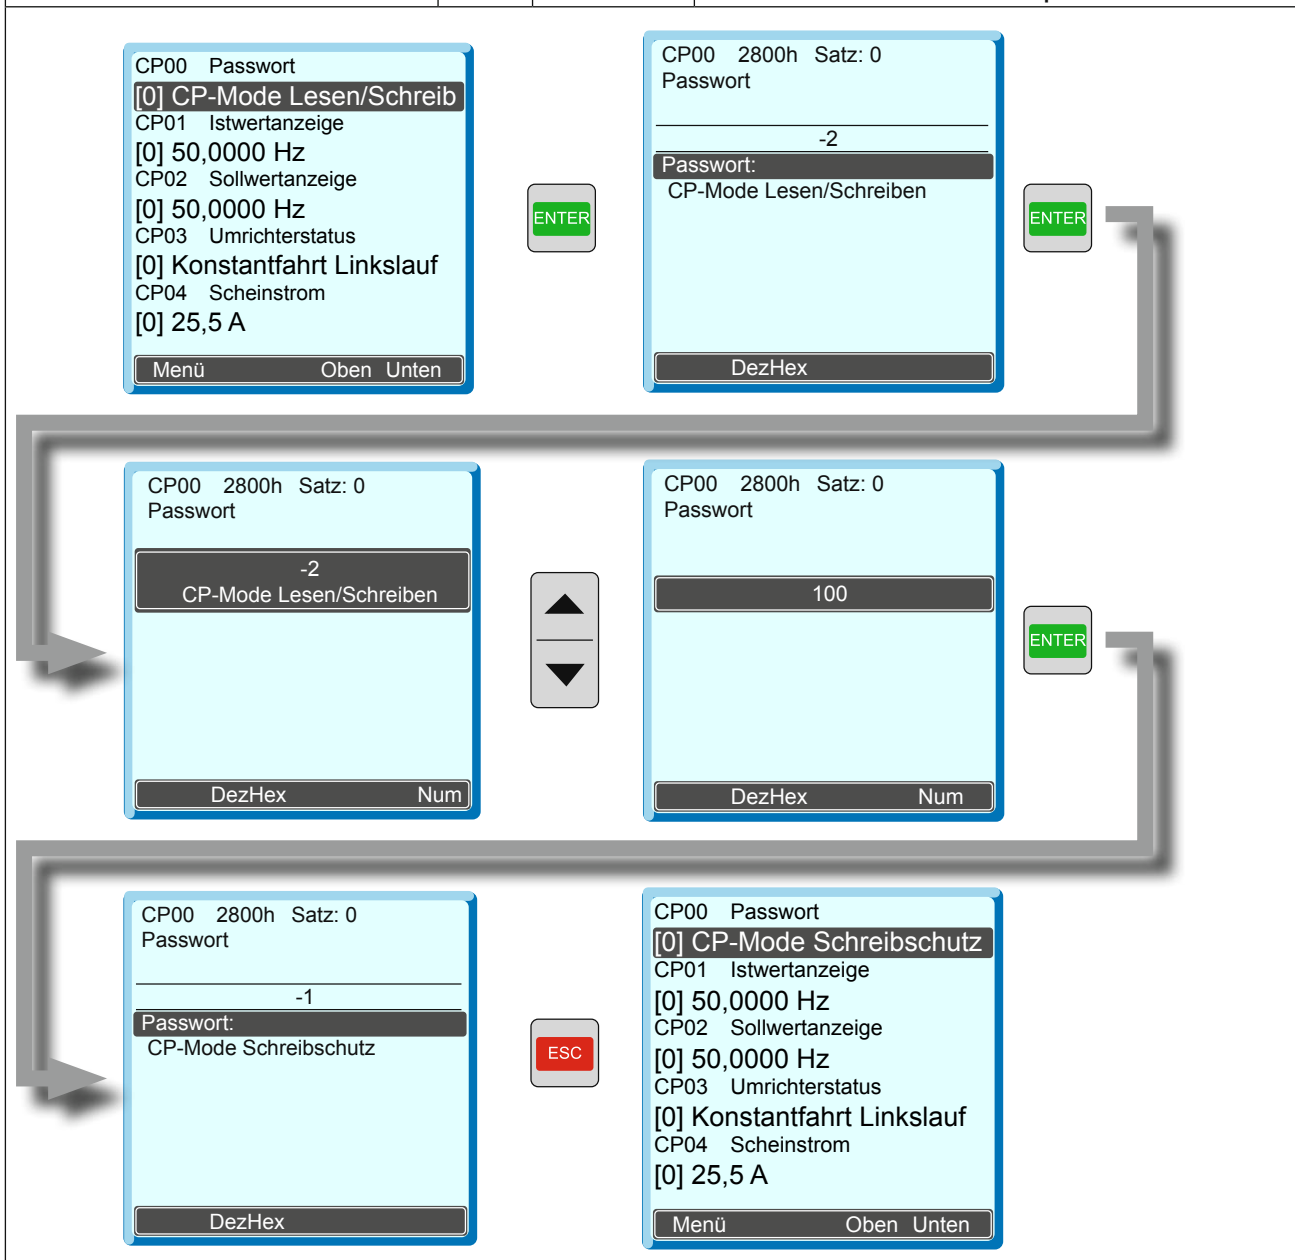 CP00 Passwort
[0] CP-Mode Lesen/Schreib
CP01 Istwertanzeige
[0] 50,0000 Hz
CP02 Sollwertanzeige
[0] 50,0000 Hz
CP03 Umrichterstatus
[0] Konstantfahrt Linkslauf
CP04 Scheinstrom
[0] 25,5 A
Menü Oben Unten
ENTER
CP00 2800h Satz: 0
Passwort
-2
Passwort:
CP-Mode Lesen/Schreiben
DezHex
ENTER
CP00 2800h Satz: 0
Passwort
-2
CP-Mode Lesen/Schreiben
DezHex Num
CP00 2800h Satz: 0
Passwort
100
DezHex Num
ENTER
CP00 2800h Satz: 0
Passwort
-1
Passwort:
CP-Mode Schreibschutz
DezHex
ESC
CP00 Passwort
[0] CP-Mode Schreibschutz
CP01 Istwertanzeige
[0] 50,0000 Hz
CP02 Sollwertanzeige
[0] 50,0000 Hz
CP03 Umrichterstatus
[0] Konstantfahrt Linkslauf
CP04 Scheinstrom
[0] 25,5 A
Menü Oben Unten